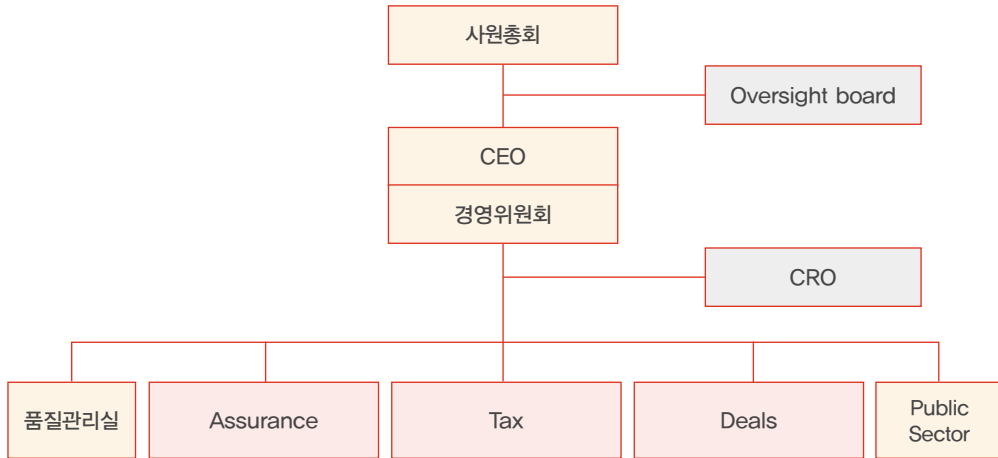 사원총회
Oversight board
CEO
경영위원회
CRO
품질관리실
Assurance
Tax
Deals
Public
Sector